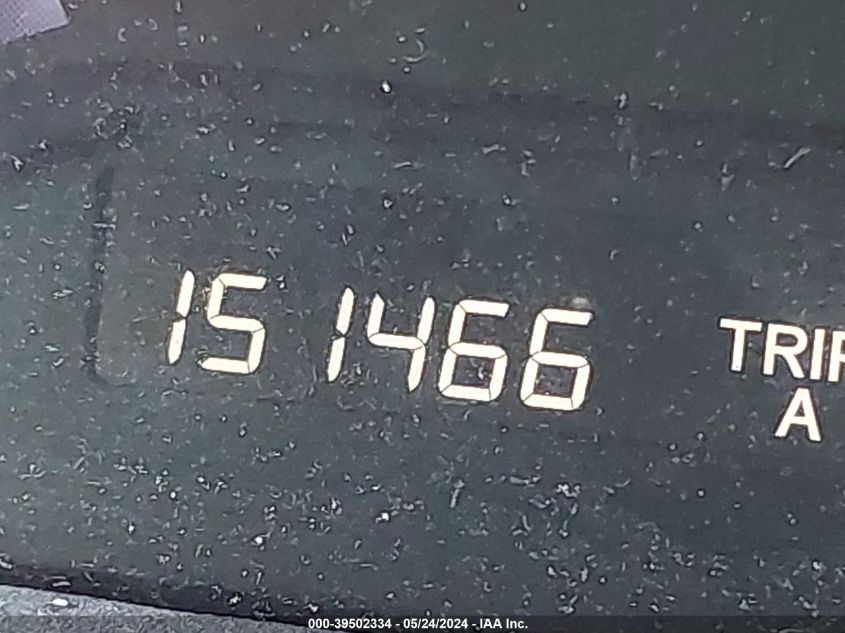 151466 TRIP
A
000-39502334 - 05/24/2024 - IAA Inc.